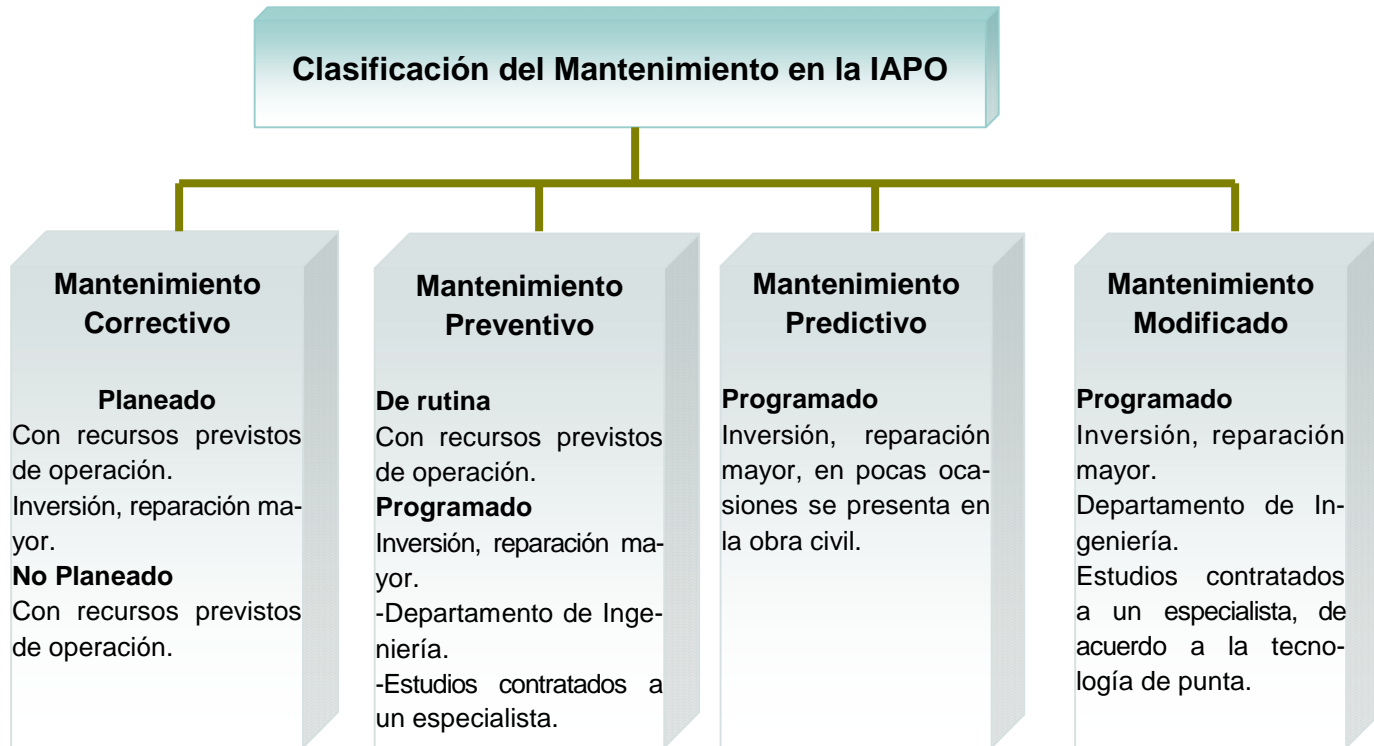 Clasificación del Mantenimiento en la IAPO
Mantenimiento
Correctivo
Planeado
Con recursos previstos
de operación.
Inversión, reparación ma-
yor.
No Planeado
Con recursos previstos
de operación.
Mantenimiento
Preventivo
De rutina
Con recursos previstos
de operación.
Programado
Inversión, reparación ma-
yor.
-Departamento de Inge-
niería.
-Estudios contratados a
un especialista.
Mantenimiento
Predictivo
Programado
Inversión, reparación
mayor, en pocas oca-
siones se presenta en
la obra civil.
Mantenimiento
Modificado
Programado
Inversión, reparación
mayor.
Departamento de In-
geniería.
Estudios contratados
a un especialista, de
acuerdo a la tecno-
logía de punta.